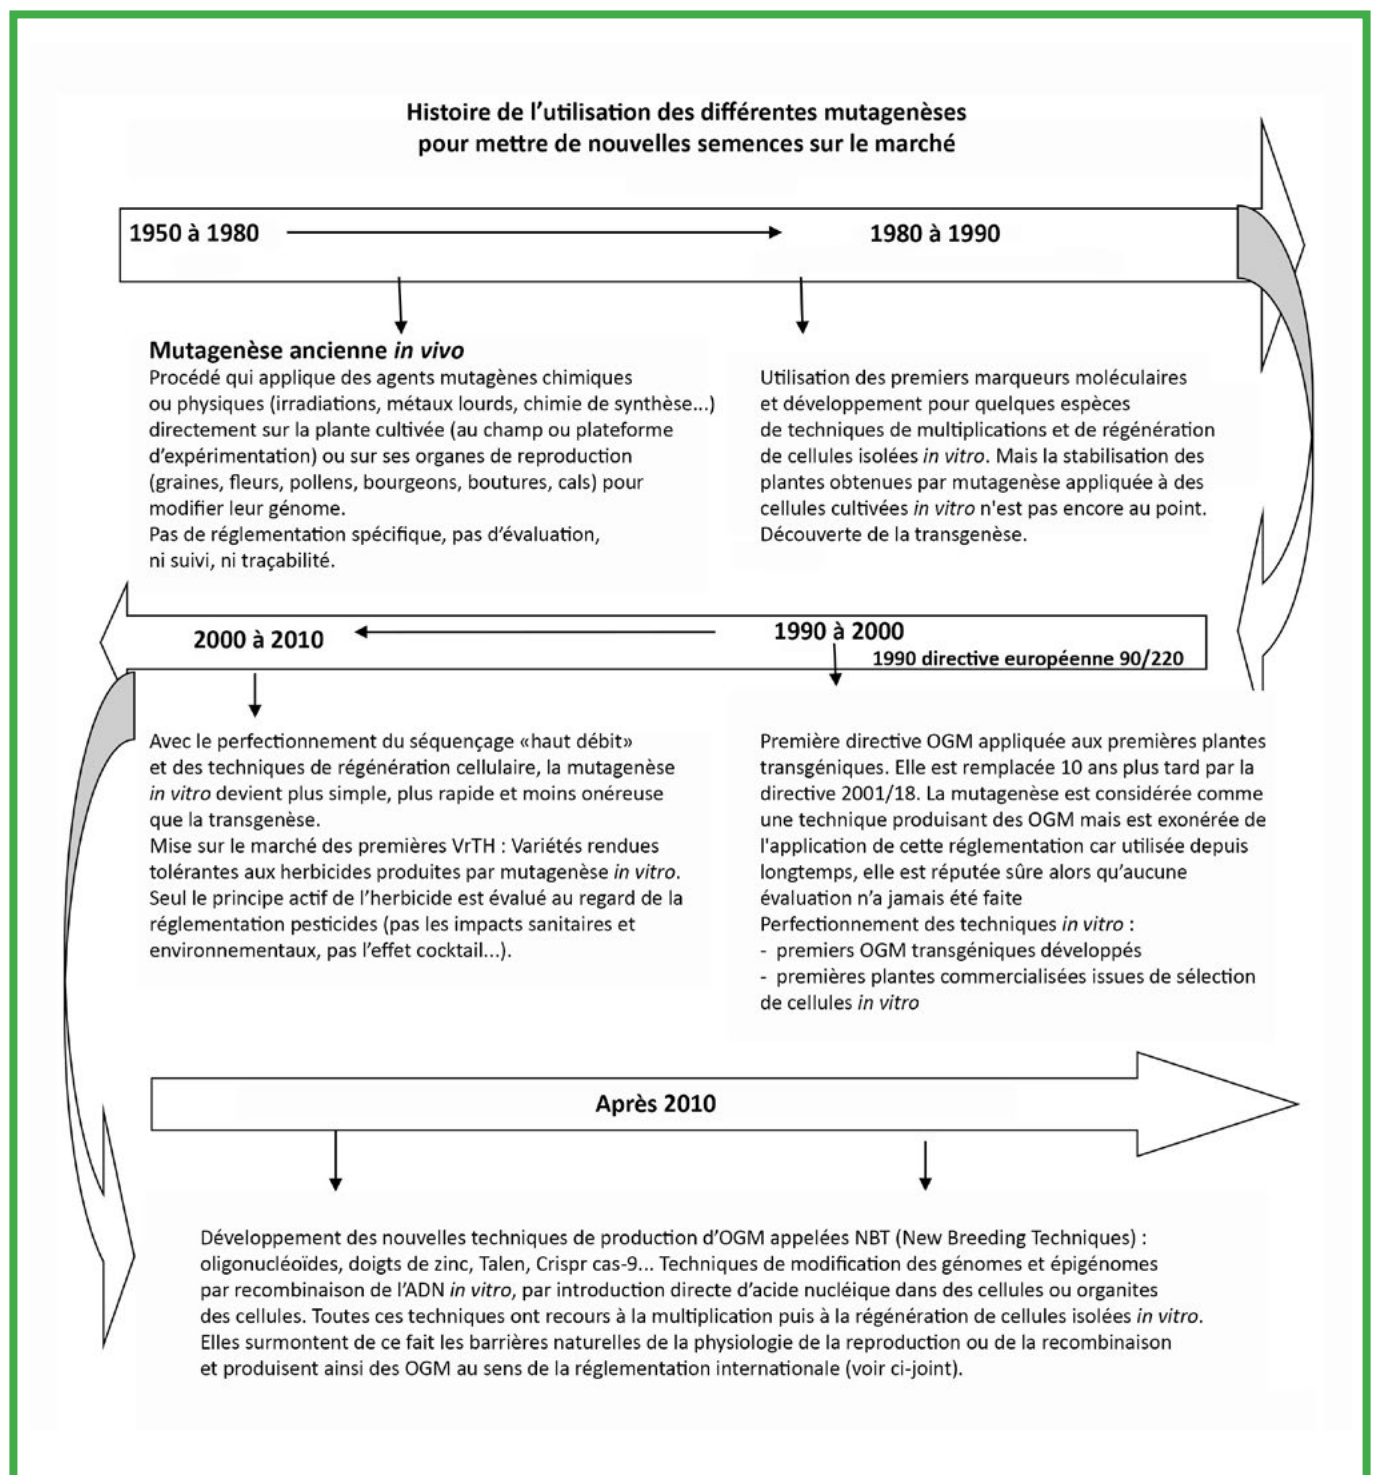 Histoire de l'utilisation des différentes mutagenèses
pour mettre de nouvelles semences sur le marché
1950 à 1980
1980 à 1990
Mutagenèse ancienne in vivo
Procédé qui applique des agents mutagènes chimiques
ou physiques (irradiations, métaux lourds, chimie de synthèse...)
directement sur la plante cultivée (au champ ou plateforme
d'expérimentation) ou sur ses organes de reproduction
(graines, fleurs, pollens, bourgeons, boutures, cals) pour
modifier leur génome.
Pas de réglementation spécifique, pas d'évaluation,
ni suivi, ni traçabilité.
Utilisation des premiers marqueurs moléculaires
et développement pour quelques espèces
de techniques de multiplications et de régénération
de cellules isolées in vitro. Mais la stabilisation des
plantes obtenues par mutagenèse appliquée à des
cellules cultivées in vitro n'est pas encore au point.
Découverte de la transgenèse.
1990 à 2000
1990 directive européenne 90/220
2000 à 2010
Première directive OGM appliquée aux premières plantes
transgéniques. Elle est remplacée 10 ans plus tard par la
directive 2001/18. La mutagenèse est considérée comme
une technique produisant des OGM mais est exonérée de
l'application de cette réglementation car utilisée depuis
longtemps, elle est réputée sûre alors qu'aucune
évaluation n'a jamais été faite
Perfectionnement des techniques in vitro :
- premiers OGM transgéniques développés
- premières plantes commercialisées issues de sélection
de cellules in vitro
Avec le perfectionnement du séquençage «haut débit»
et des techniques de régénération cellulaire, la mutagenèse
in vitro devient plus simple, plus rapide et moins onéreuse
que la transgenèse.
Mise sur le marché des premières VrTH : Variétés rendues
tolérantes aux herbicides produites par mutagenèse in vitro.
Seul le principe actif de l'herbicide est évalué au regard de la
réglementation pesticides (pas les impacts sanitaires et
environnementaux, pas l'effet cocktail...).
Après 2010
Développement des nouvelles techniques de production d'OGM appelées NBT (New Breeding Techniques) :
oligonucléoïdes, doigts de zinc, Talen, Crispr cas-9... Techniques de modification des génomes et épigénomes
par recombinaison de l'ADN in vitro, par introduction directe d'acide nucléique dans des cellules ou organites
des cellules. Toutes ces techniques ont recours à la multiplication puis à la régénération de cellules isolées in vitro.
Elles surmontent de ce fait les barrières naturelles de la physiologie de la reproduction ou de la recombinaison
et produisent ainsi des OGM au sens de la réglementation internationale (voir ci-joint).